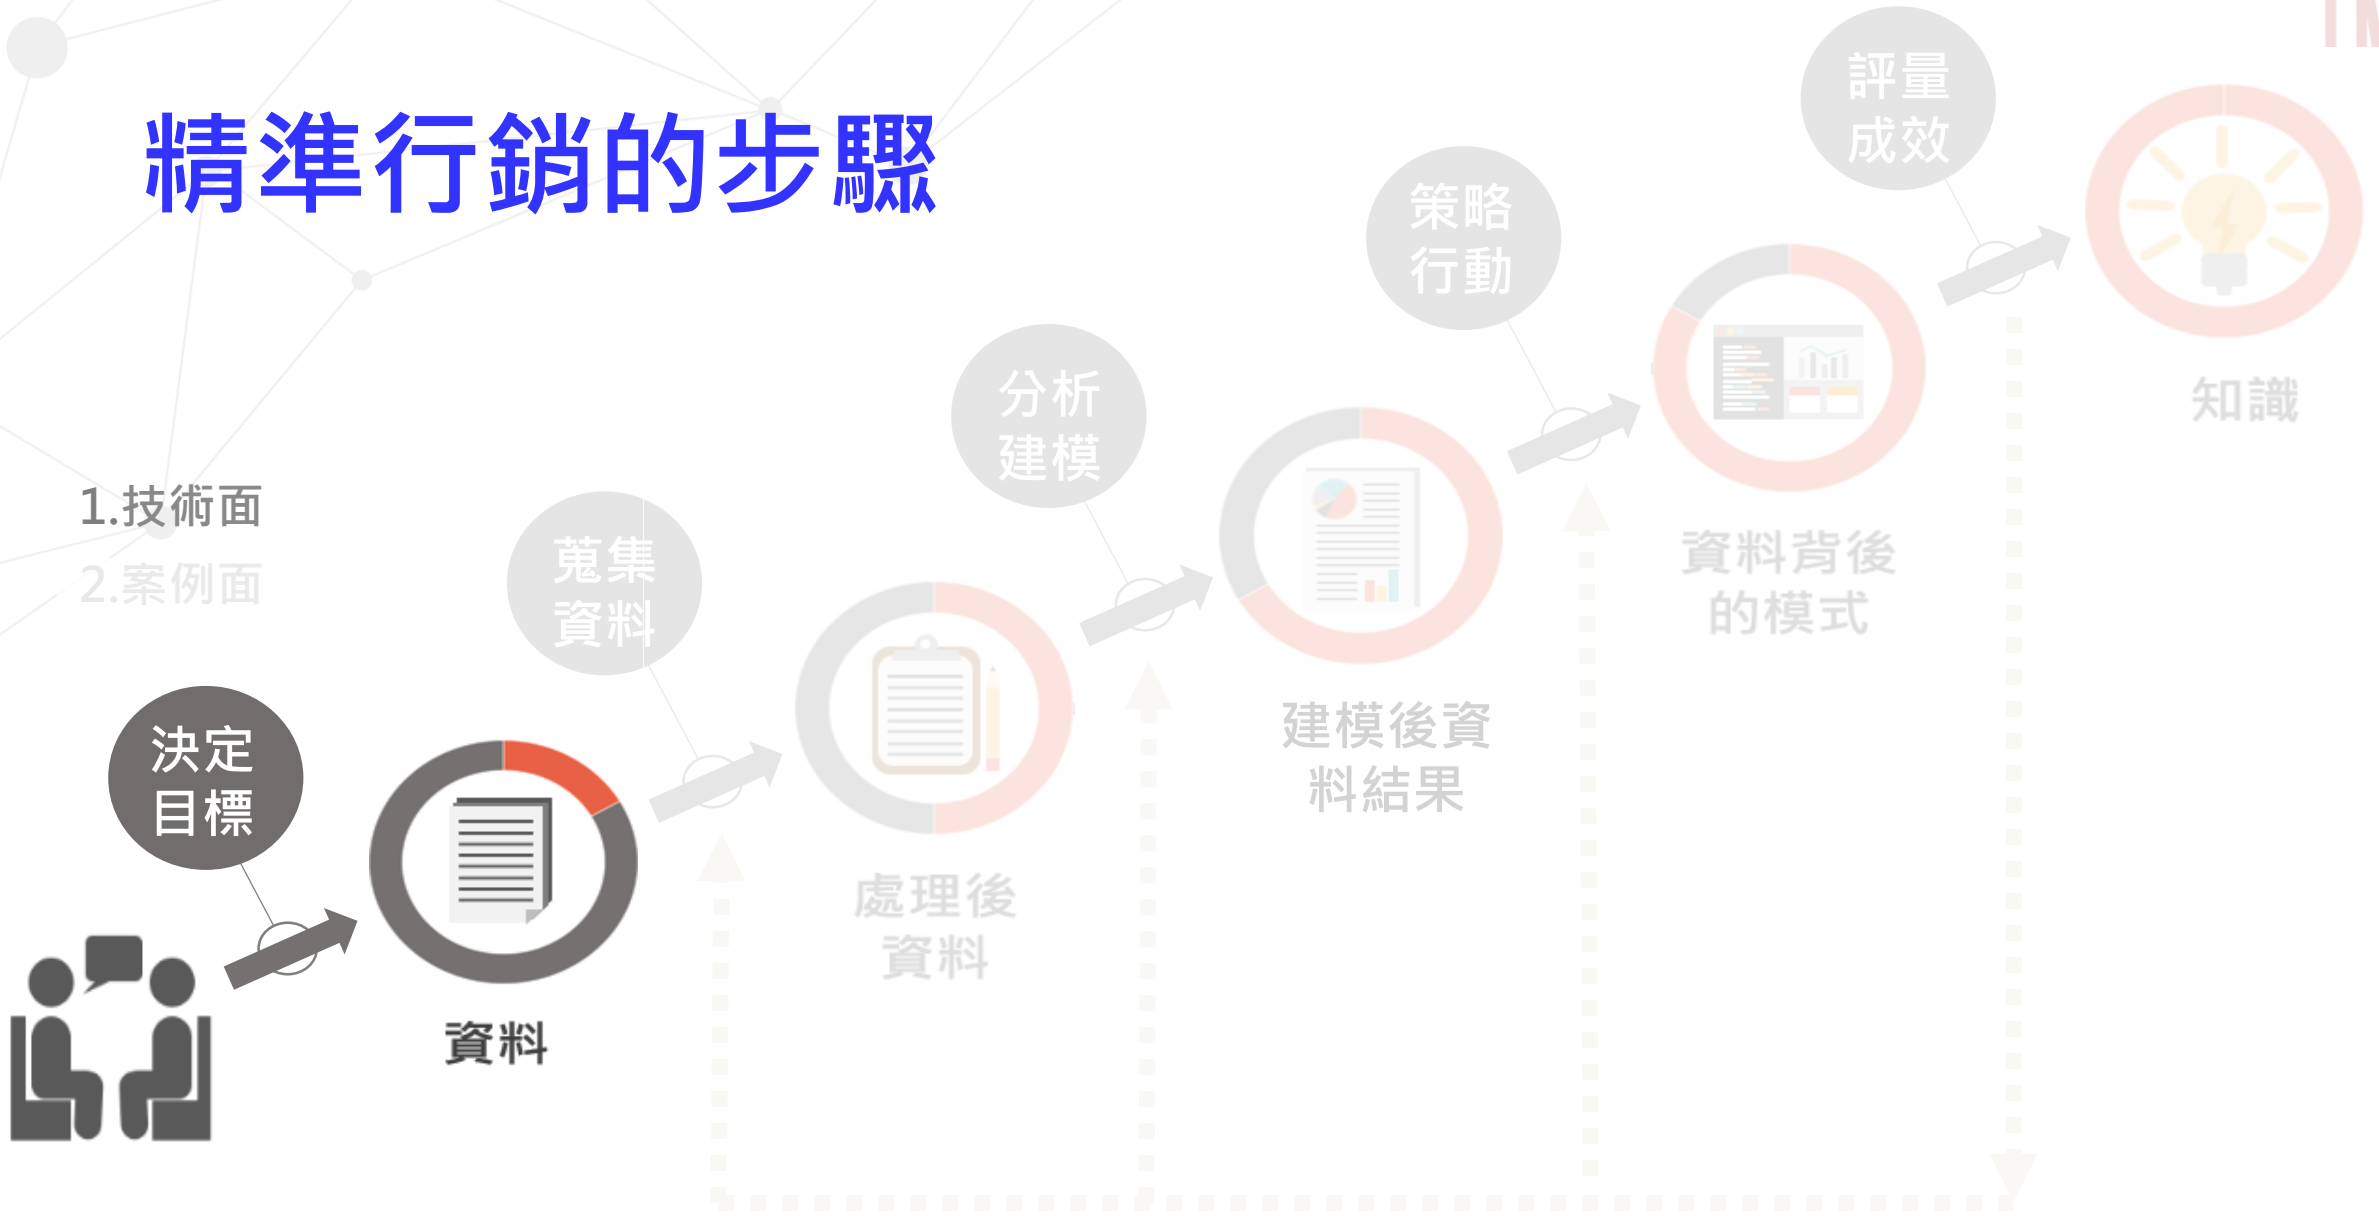 精準行銷的步驟
1.技術面
2.案例面
決定
目標
資料
蒐集
資料
處理後
資料
分析
建模
建模後資
料結果
策略
行動
資料背後
的模式
評量
成效
知識